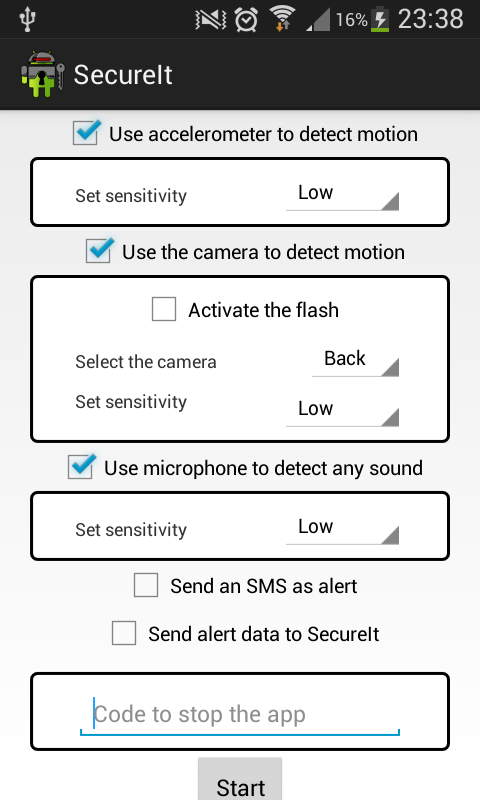 16% 23:38
SecureIt
Use accelerometer to detect motion
Set sensitivity Low
Use the camera to detect motion
Activate the flash
Select the camera Back
Set sensitivity Low
Use microphone to detect any sound
Set sensitivity Low
Send an SMS as alert
Send alert data to SecureIt
Code to stop the app
Start